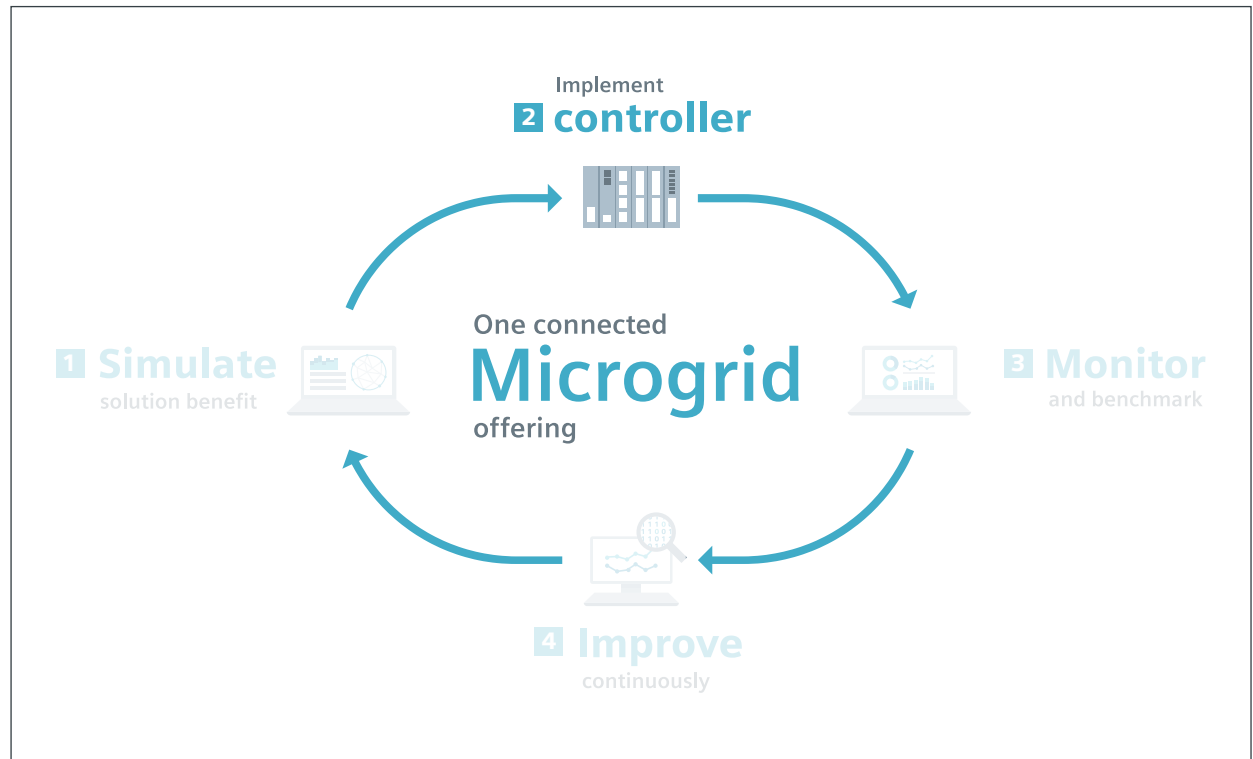 Implement
2 controller
One connected
Microgrid
offering
1 Simulate
solution benefit
3 Monitor
and benchmark
4 Improve
continuously